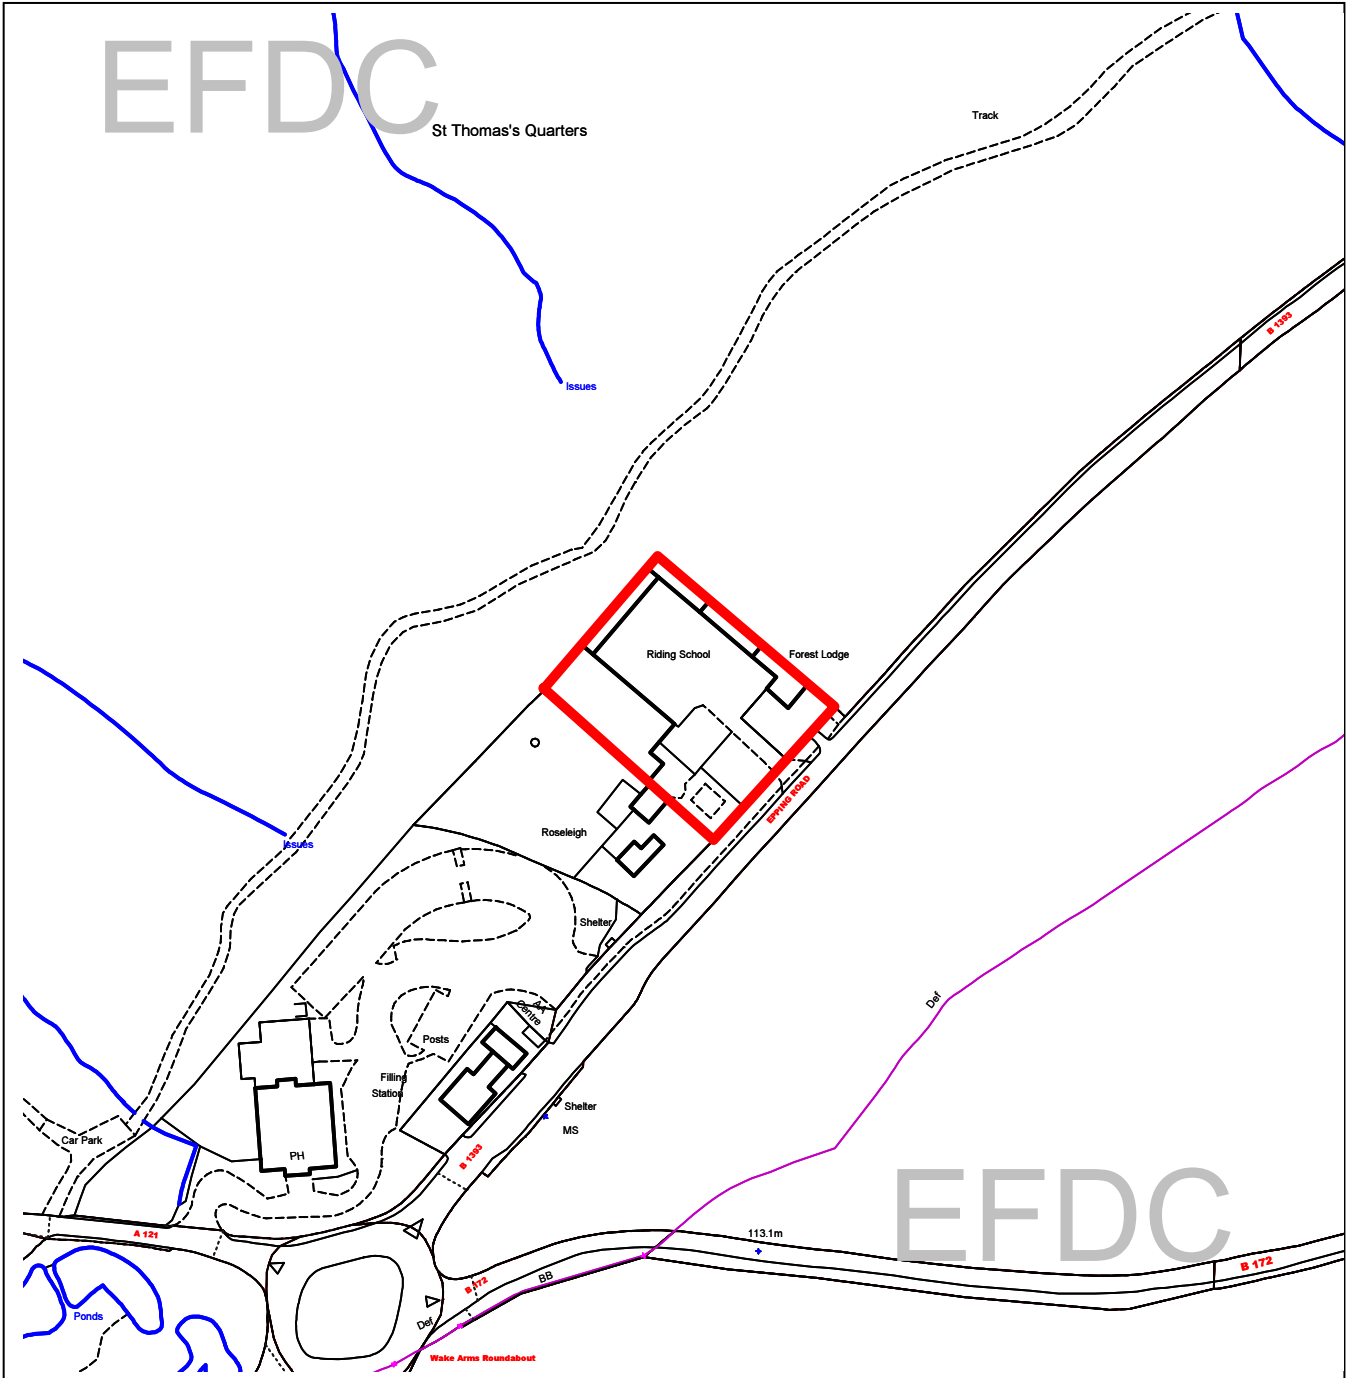 EFDC
St Thomas's Quarters
Track
B 1393
Issues
Riding School
Forest Lodge
EPPING ROAD
Roseleigh
Issues
Shelter
Def
AA
Centre
Posts
Filling
Station
Shelter
MS
Car Park
PH
B 1393
EFDC
A 121
113.1m
B 172
BB
B 172
Ponds
Def
Wake Arms Roundabout